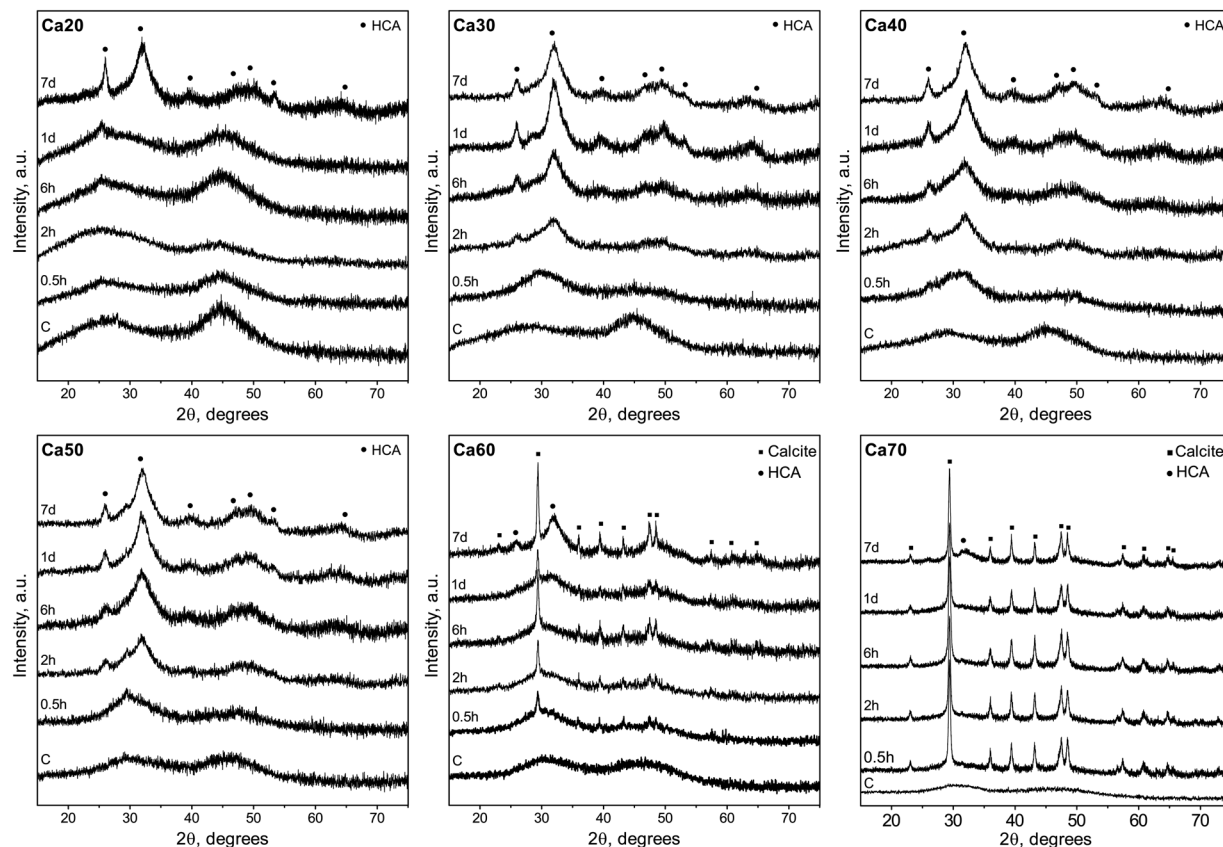 Ca20
● HCA
7d
1d
6h
2h
0.5h
C
Intensity, a.u.
20 30 40 50 60 70
2θ, degrees
Ca30
● HCA
7d
1d
6h
2h
0.5h
C
Intensity, a.u.
20 30 40 50 60 70
2θ, degrees
Ca40
● HCA
7d
1d
6h
2h
0.5h
C
Intensity, a.u.
20 30 40 50 60 70
2θ, degrees
Ca50
● HCA
7d
1d
6h
2h
0.5h
C
Intensity, a.u.
20 30 40 50 60 70
2θ, degrees
Ca60
■ Calcite
● HCA
7d
1d
6h
2h
0.5h
C
Intensity, a.u.
20 30 40 50 60 70
2θ, degrees
Ca70
■ Calcite
● HCA
7d
1d
6h
2h
0.5h
C
Intensity, a.u.
20 30 40 50 60 70
2θ, degrees